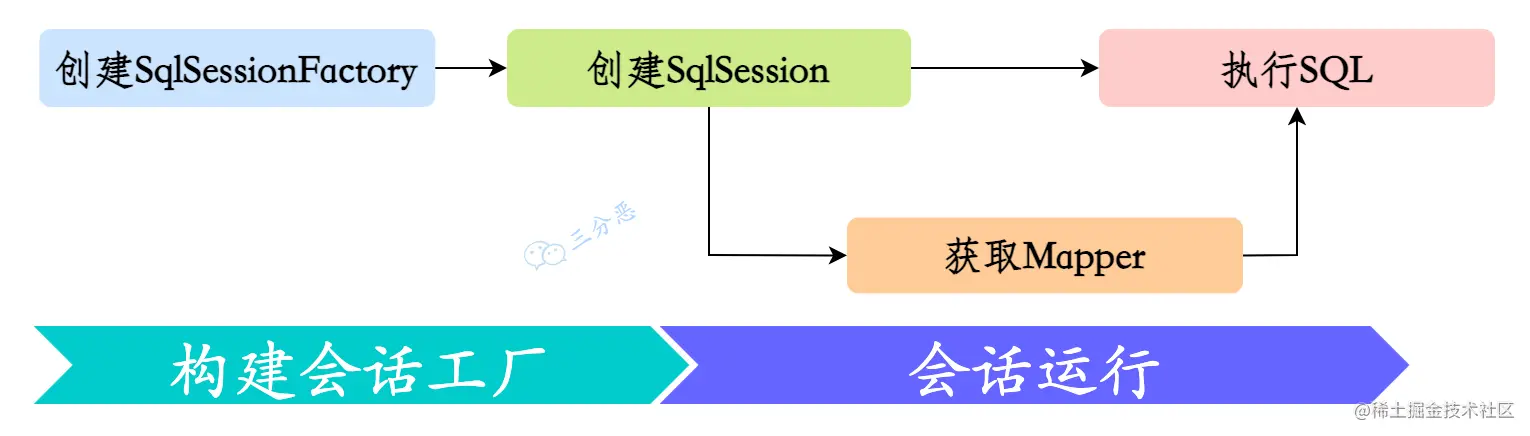 创建SqlSessionFactory
创建SqlSession
执行SQL
三分恶
获取Mapper
构建会话工厂
会话运行
@稀土掘金技术社区